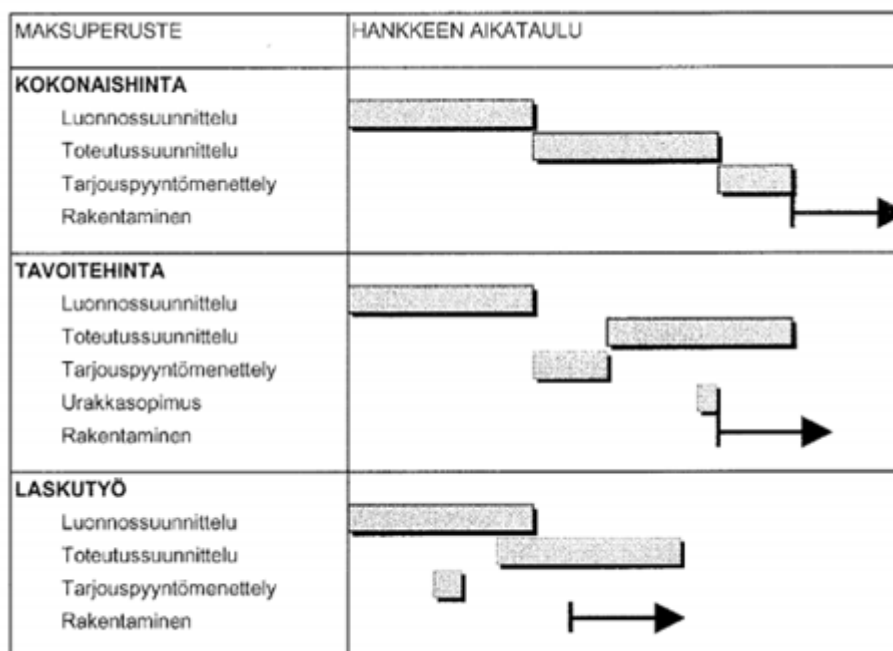 MAKSUPERUSTE
HANKKEEN AIKATAULU
KOKONAISHINTA
Luonnossuunnittelu
Toteutussuunnittelu
Tarjouspyyntömenettely
Rakentaminen
TAVOITEHINTA
Luonnossuunnittelu
Toteutussuunnittelu
Tarjouspyyntömenettely
Urakkasopimus
Rakentaminen
LASKUTYÖ
Luonnossuunnittelu
Toteutussuunnittelu
Tarjouspyyntömenettely
Rakentaminen